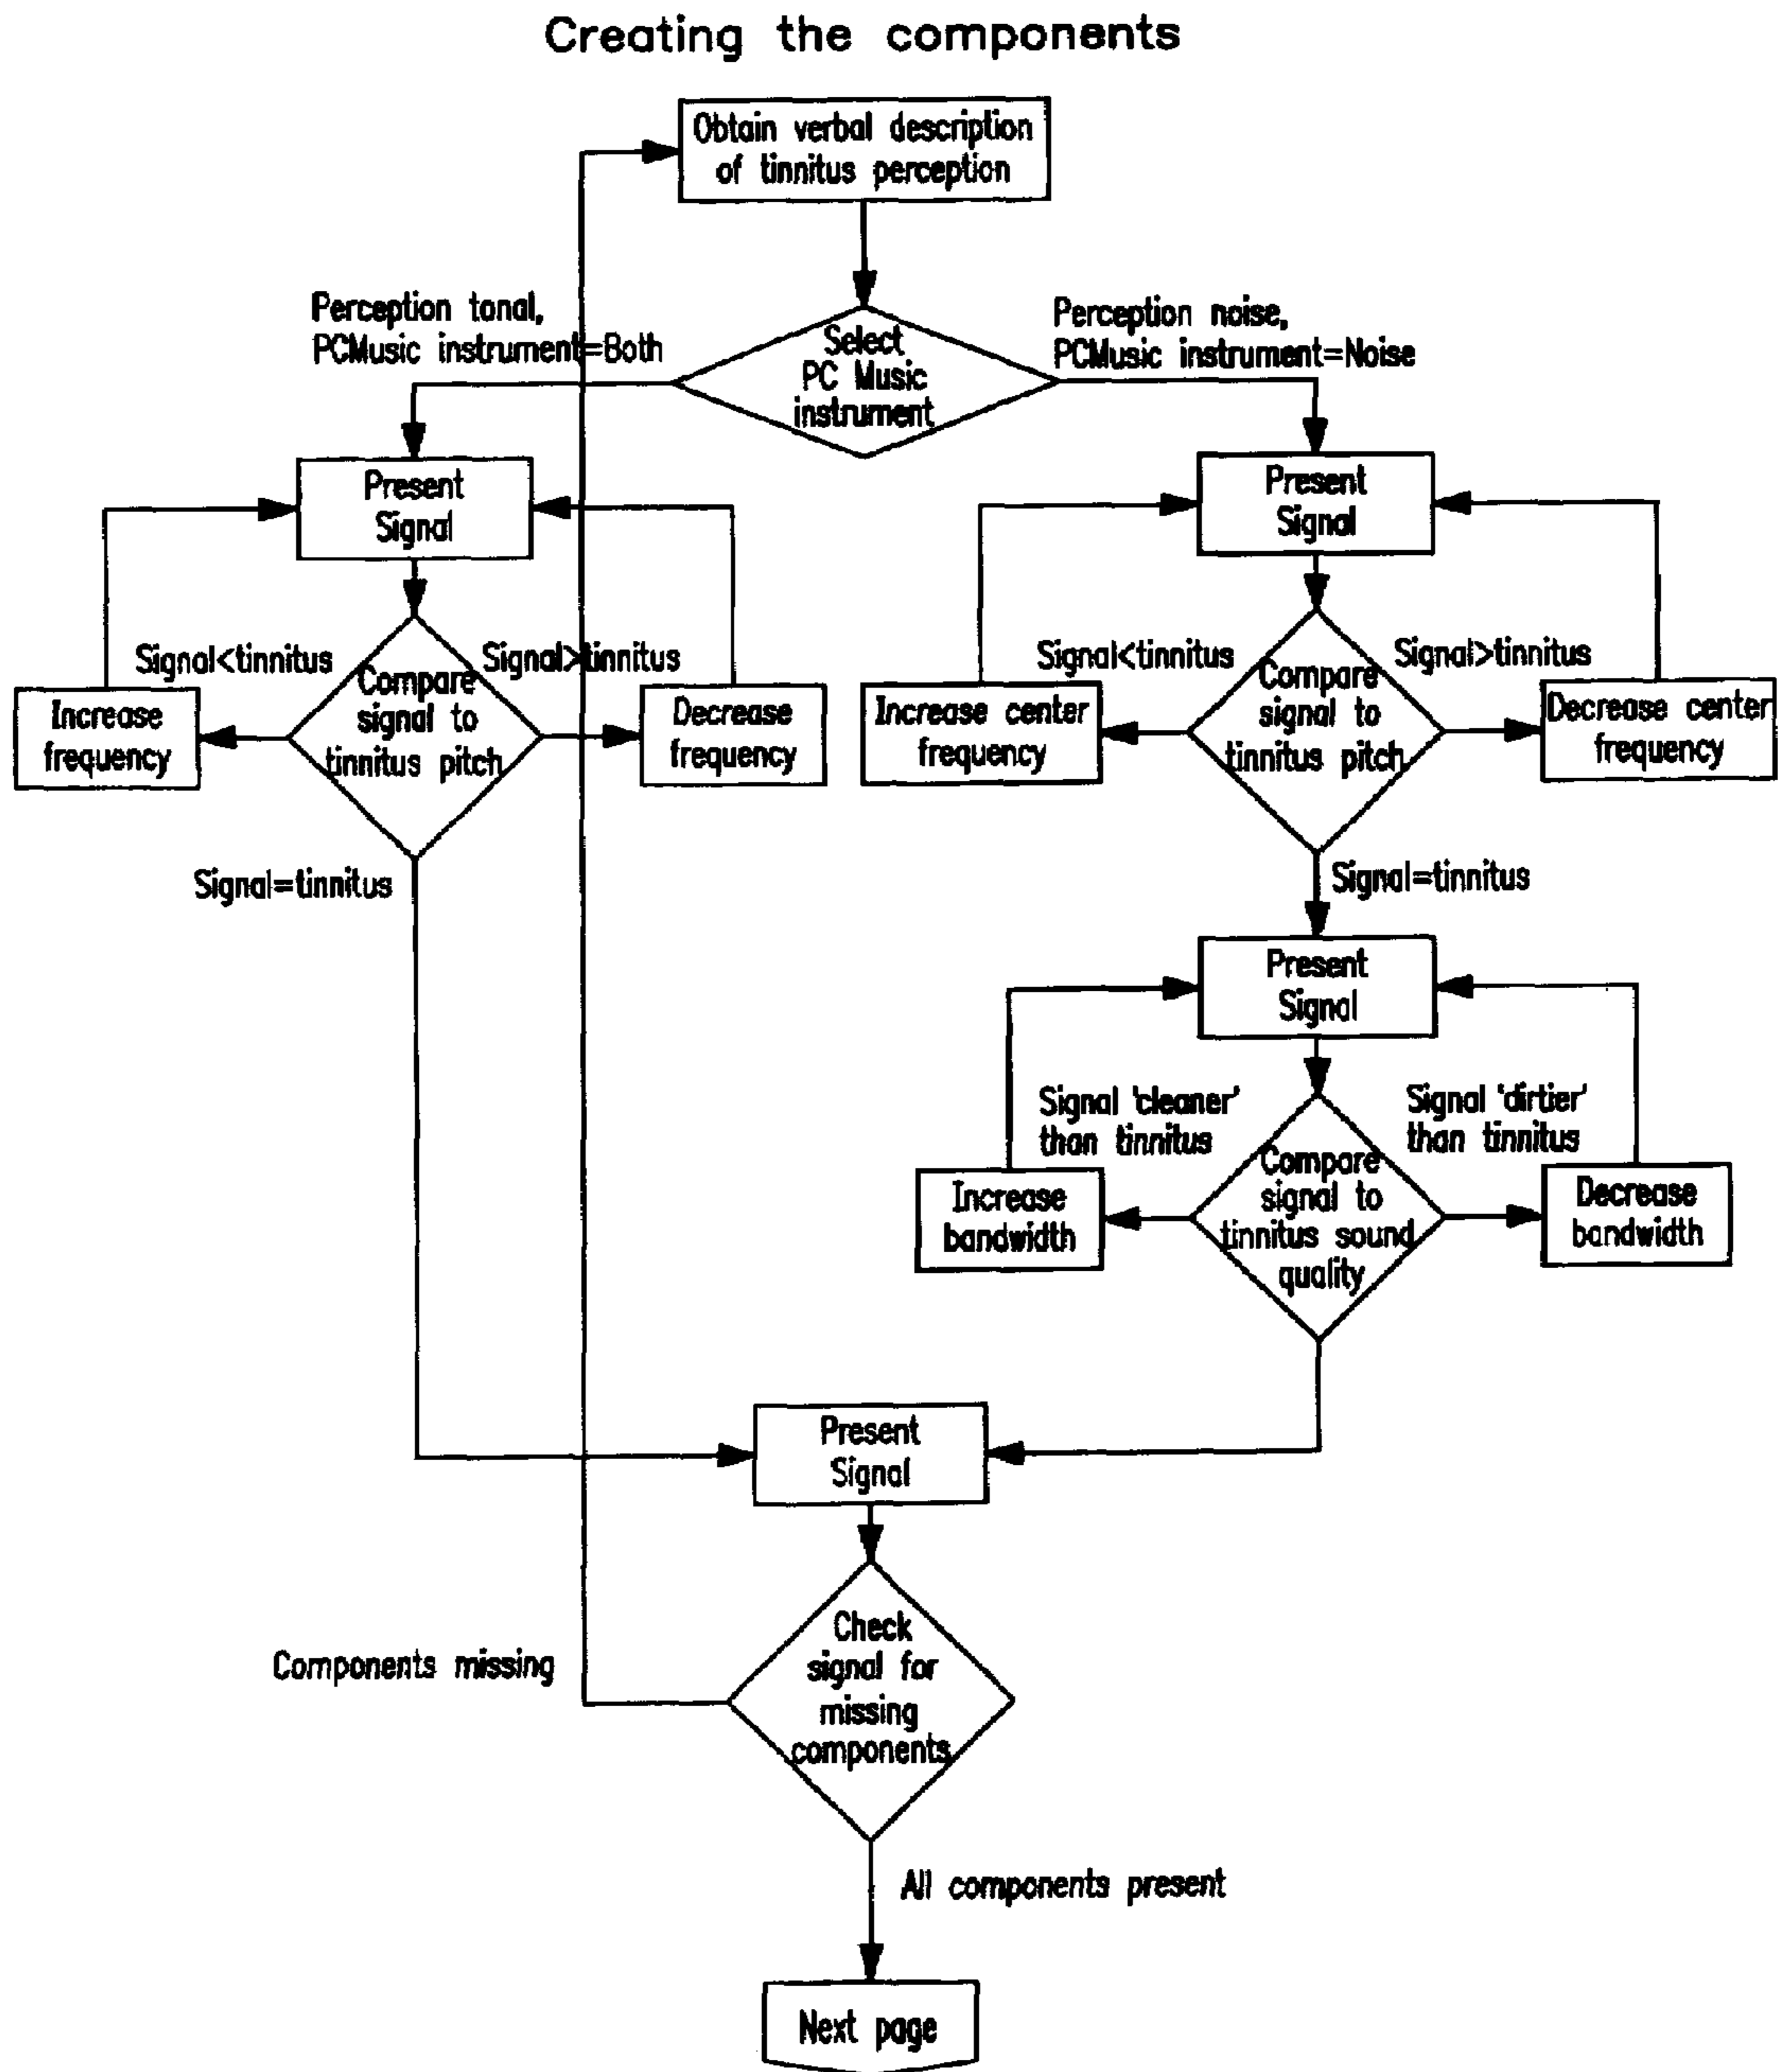 Creating the components
Obtain verbal description
of tinnitus perception
Perception tonal,
PCMusic instrument=Both
Select
PC Music
instrument
Perception noise,
PCMusic instrument=Noise
Present
Signal
Present
Signal
Signal<tinnitus
Signal>tinnitus
Compare
signal to
tinnitus pitch
Increase
frequency
Decrease
frequency
Signal<tinnitus
Signal>tinnitus
Compare
signal to
tinnitus pitch
Increase center
frequency
Decrease center
frequency
Signal=tinnitus
Signal=tinnitus
Present
Signal
Signal 'cleaner'
than tinnitus
Signal 'dirtier'
than tinnitus
Compare
signal to
tinnitus sound
quality
Increase
bandwidth
Decrease
bandwidth
Present
Signal
Check
signal for
missing
components
Components missing
All components present
Next page